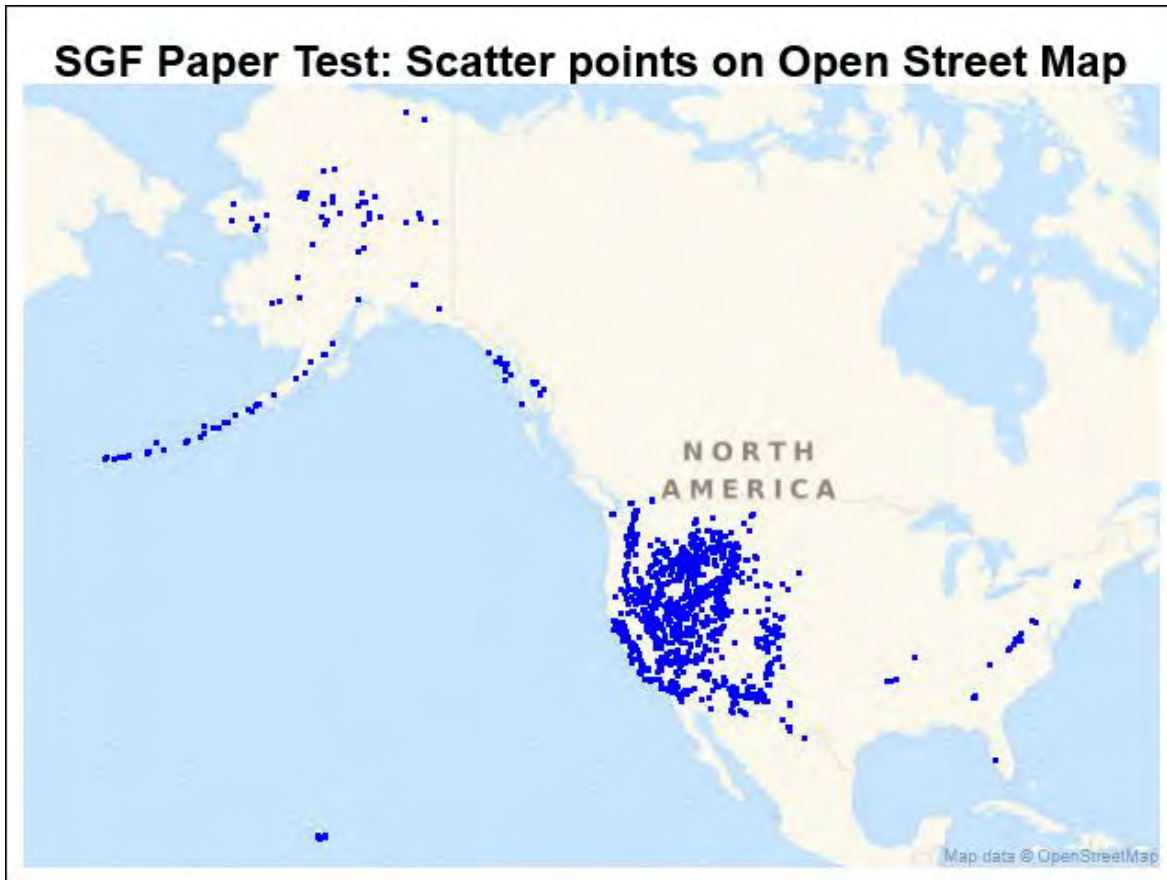 SGF Paper Test: Scatter points on Open Street Map
NORTH
AMERICA
Map data © OpenStreetMap